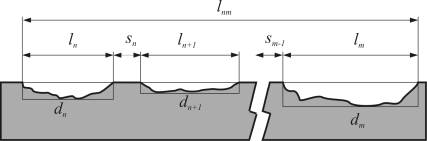 l_nm
l_n s_n l_n+1 s_m-1 l_m
d_n d_n+1 d_m